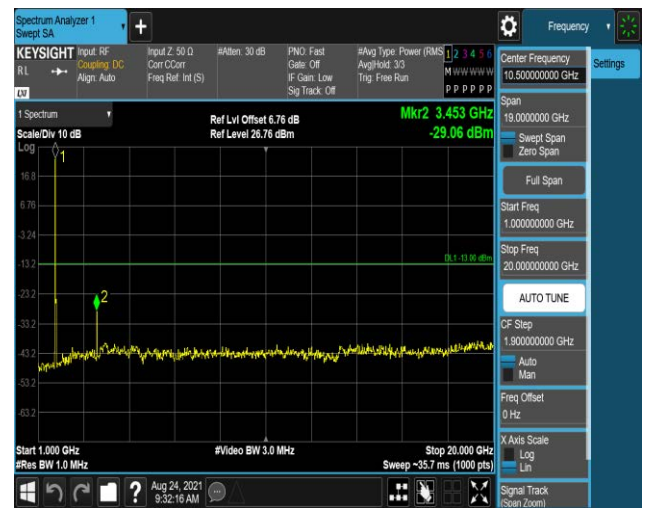 Spectrum Analyzer 1
Swept SA
+
Frequency
KEYSIGHT
RL
LXI
Input: RF
Coupling: DC
Align: Auto
Input Z: 50 Ω
Corr CCorr
Freq Ref: Int (S)
#Atten: 30 dB
PNO: Fast
Gate: Off
IF Gain: Low
Sig Track: Off
#Avg Type: Power (RMS
Avg|Hold: 3/3
Trig: Free Run
1 2 3 4 5 6
M W W W W W
P P P P P P
1 Spectrum
Scale/Div 10 dB
Log
Ref Lvl Offset 6.76 dB
Ref Level 26.76 dBm
Mkr2 3.453 GHz
-29.06 dBm
1
16.8
6.76
-3.24
-13.2
DL1 -13.00 dBm
-23.2
2
-33.2
-43.2
-53.2
-63.2
Start 1.000 GHz
#Res BW 1.0 MHz
#Video BW 3.0 MHz
Stop 20.000 GHz
Sweep ~35.7 ms (1000 pts)
?
Aug 24, 2021
9:32:16 AM
Center Frequency
10.500000000 GHz
Span
19.0000000 GHz
Swept Span
Zero Span
Full Span
Start Freq
1.000000000 GHz
Stop Freq
20.000000000 GHz
AUTO TUNE
CF Step
1.900000000 GHz
Auto
Man
Freq Offset
0 Hz
X Axis Scale
Log
Lin
Signal Track
(Span Zoom)
Settings